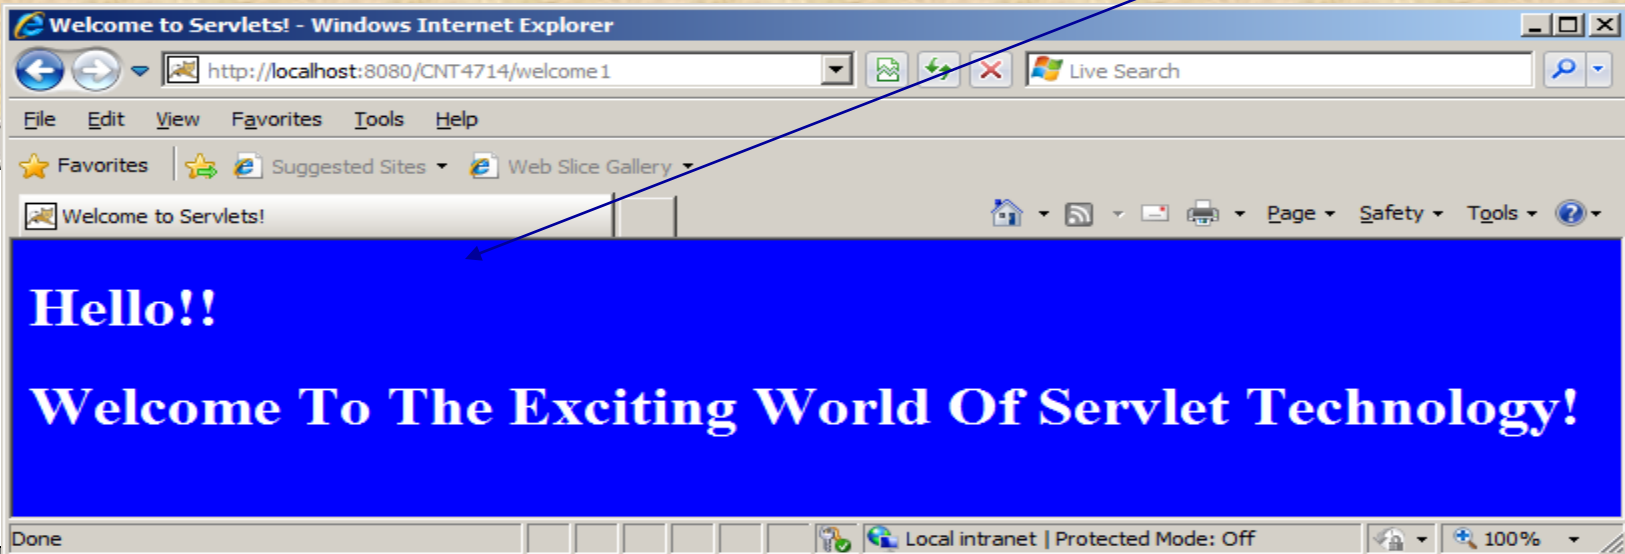 Welcome to Servlets! - Windows Internet Explorer
http://localhost:8080/CNT4714/welcome1
Live Search
File Edit View Favorites Tools Help
Favorites Suggested Sites Web Slice Gallery
Welcome to Servlets!
Page Safety Tools
Hello!!
Welcome To The Exciting World Of Servlet Technology!
Done Local intranet | Protected Mode: Off 100%